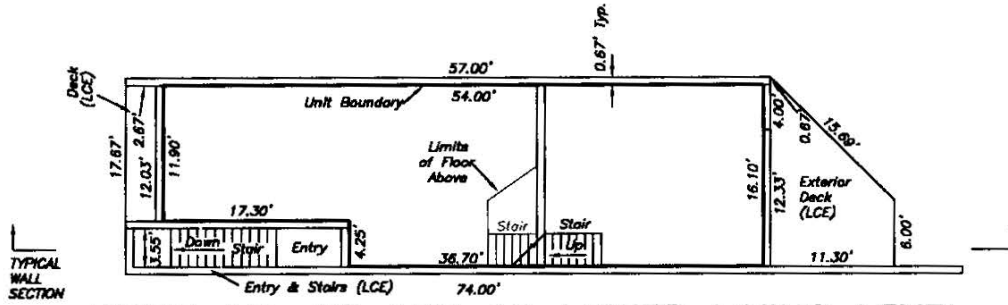 57.00'
0.67' Typ.
Deck
(LCE)
Unit Boundary
54.00'
2.67'
4.00'
0.67'
15.69'
17.67'
12.03'
11.90'
Limits
of Floor
Above
16.10'
12.33'
Exterior
Deck
(LCE)
17.30'
3.55'
Down
Stair
Entry
4.25'
Stair
Stair
Up
6.00'
36.70'
11.30'
TYPICAL
WALL
SECTION
Entry & Stairs (LCE)
74.00'